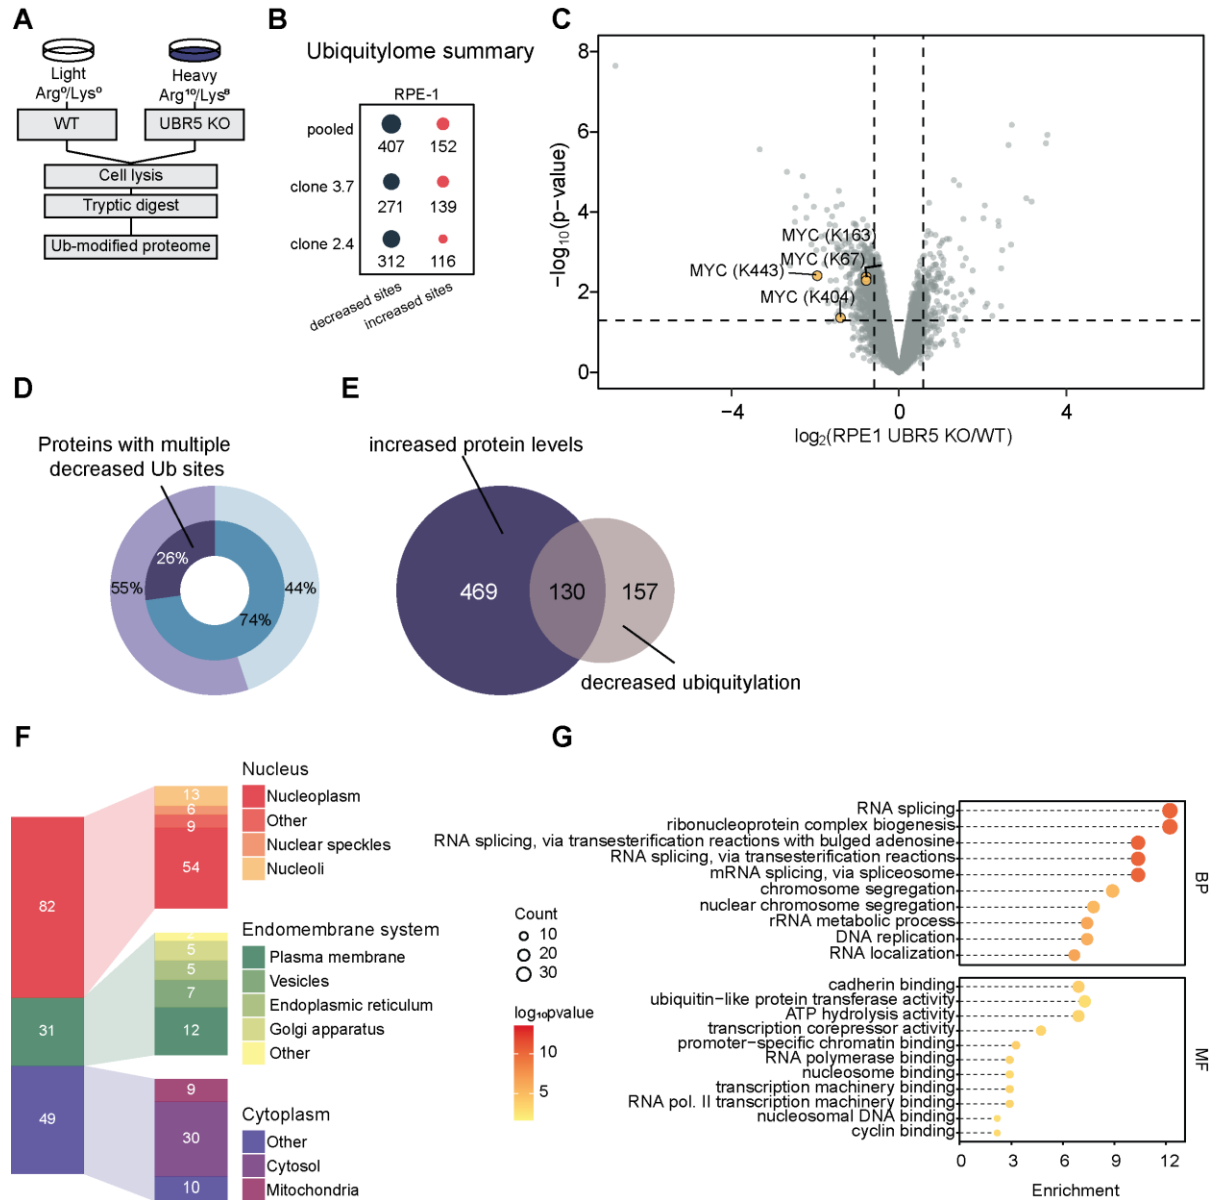 A
Light
Arg⁰/Lys⁰
Heavy
Arg¹⁰/Lys⁸
WT
UBR5 KO
Cell lysis
Tryptic digest
Ub-modified proteome
B
Ubiquitylome summary
RPE-1
pooled
407
152
clone 3.7
271
139
clone 2.4
312
116
decreased sites
increased sites
C
8
6
4
2
0
−log₁₀(p−value)
MYC (K163)
MYC (K67)
MYC (K443)
MYC (K404)
−4
0
4
log₂(RPE1 UBR5 KO/WT)
D
Proteins with multiple
decreased Ub sites
26%
55%
44%
74%
E
increased protein levels
469
130
157
decreased ubiquitylation
F
82
31
49
13
6
9
54
2
5
5
7
12
9
30
10
Nucleus
Nucleoplasm
Other
Nuclear speckles
Nucleoli
Endomembrane system
Plasma membrane
Vesicles
Endoplasmic reticulum
Golgi apparatus
Other
Cytoplasm
Other
Cytosol
Mitochondria
G
Count
10
20
30
log₁₀pvalue
10
5
RNA splicing
ribonucleoprotein complex biogenesis
RNA splicing, via transesterification reactions with bulged adenosine
RNA splicing, via transesterification reactions
mRNA splicing, via spliceosome
chromosome segregation
nuclear chromosome segregation
rRNA metabolic process
DNA replication
RNA localization
BP
cadherin binding
ubiquitin-like protein transferase activity
ATP hydrolysis activity
transcription corepressor activity
promoter-specific chromatin binding
RNA polymerase binding
nucleosome binding
transcription machinery binding
RNA pol. II transcription machinery binding
nucleosomal DNA binding
cyclin binding
MF
0
3
6
9
12
Enrichment